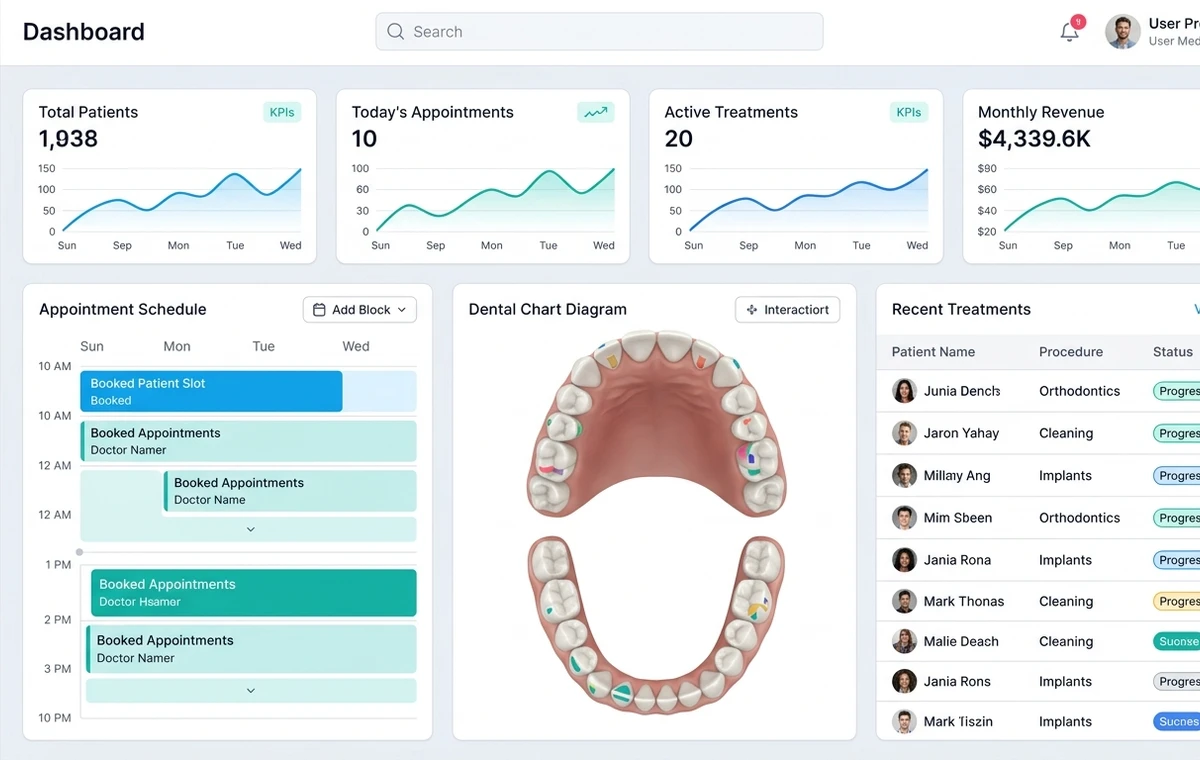 Dashboard
Search
User Pr
User Med
Total Patients
KPIs
1,938
150
100
50
0
Sun Sep Mon Tue Wed
Today's Appointments
10
100
60
30
0
Sun Sep Mon Tue Wed
Active Treatments
KPIs
20
150
100
50
0
Sun Sep Mon Tue Wed
Monthly Revenue
$4,339.6K
$90
$60
$40
$20
Sun Sep Mon Tue
Appointment Schedule
Add Block
Sun Mon Tue Wed
10 AM
Booked Patient Slot
Booked
10 AM
Booked Appointments
Doctor Namer
12 AM
Booked Appointments
Doctor Name
12 AM
1 PM
Booked Appointments
Doctor Hsamer
2 PM
Booked Appointments
Doctor Namer
3 PM
10 PM
Dental Chart Diagram
Interactiort
Recent Treatments
Patient Name Procedure Status
Junia Orthodontics Progres
Jaron Yahay Cleaning Progres
Millay Ang Implants Progres
Mim Sbeen Orthodontics Progres
Jania Rona Implants Progres
Mark Thonas Cleaning Progres
Malie Deach Cleaning Sucnse
Jania Rons Implants Progres
Mark Implants Sucnes